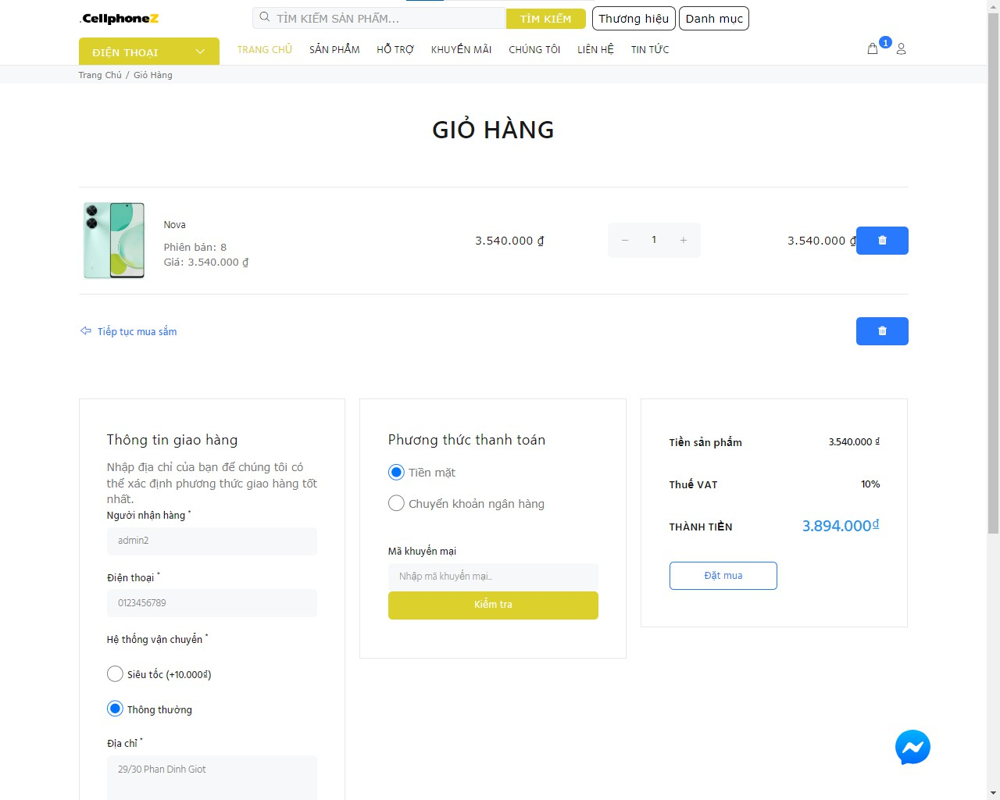 .CellphoneZ
TÌM KIẾM SẢN PHẨM...
TÌM KIẾM
Thương hiệu
Danh mục
ĐIỆN THOẠI
TRANG CHỦ
SẢN PHẨM
HỖ TRỢ
KHUYẾN MÃI
CHÚNG TÔI
LIÊN HỆ
TIN TỨC
1
Trang Chủ / Giỏ Hàng
GIỎ HÀNG
Nova
Phiên bản: 8
Giá: 3.540.000 ₫
3.540.000 ₫
− 1 +
3.540.000 ₫
Tiếp tục mua sắm
Thông tin giao hàng
Nhập địa chỉ của bạn để chúng tôi có
thể xác định phương thức giao hàng tốt
nhất.
Người nhận hàng *
admin2
Điện thoại *
0123456789
Hệ thống vận chuyển *
Siêu tốc (+10.000₫)
Thông thường
Địa chỉ *
29/30 Phan Dinh Giot
Phương thức thanh toán
Tiền mặt
Chuyển khoản ngân hàng
Mã khuyến mại
Nhập mã khuyến mại...
Kiểm tra
Tiền sản phẩm 3.540.000 ₫
Thuế VAT 10%
THÀNH TIỀN 3.894.000₫
Đặt mua